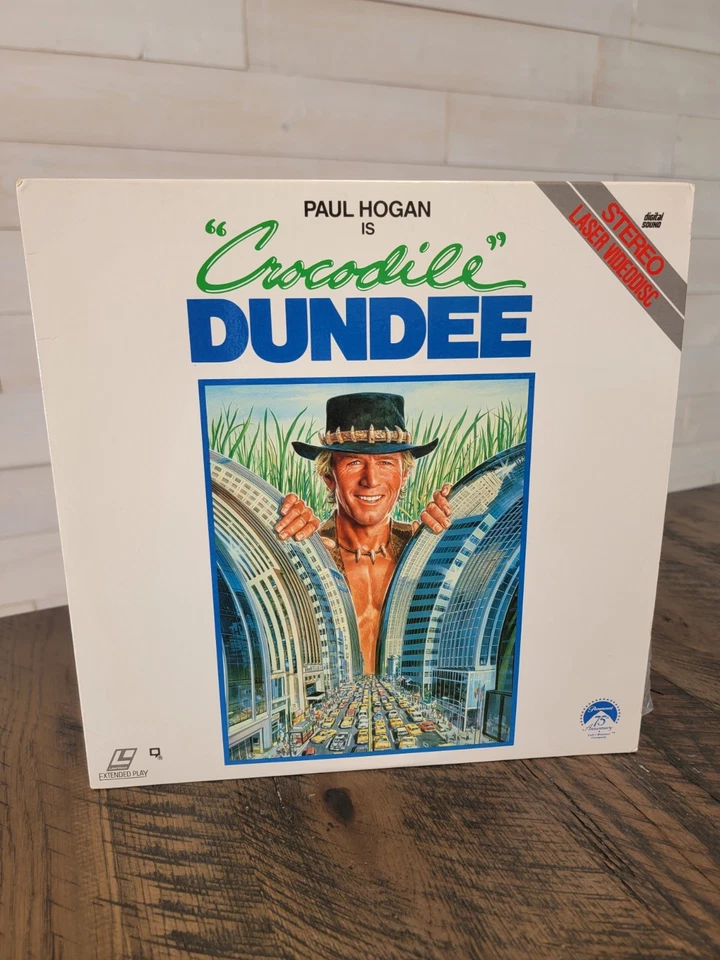 PAUL HOGAN
IS
"Crocodile"
DUNDEE
digital
SOUND
STEREO
LASER VIDEODISC
Paramount
75
Anniversary
EXTENDED PLAY